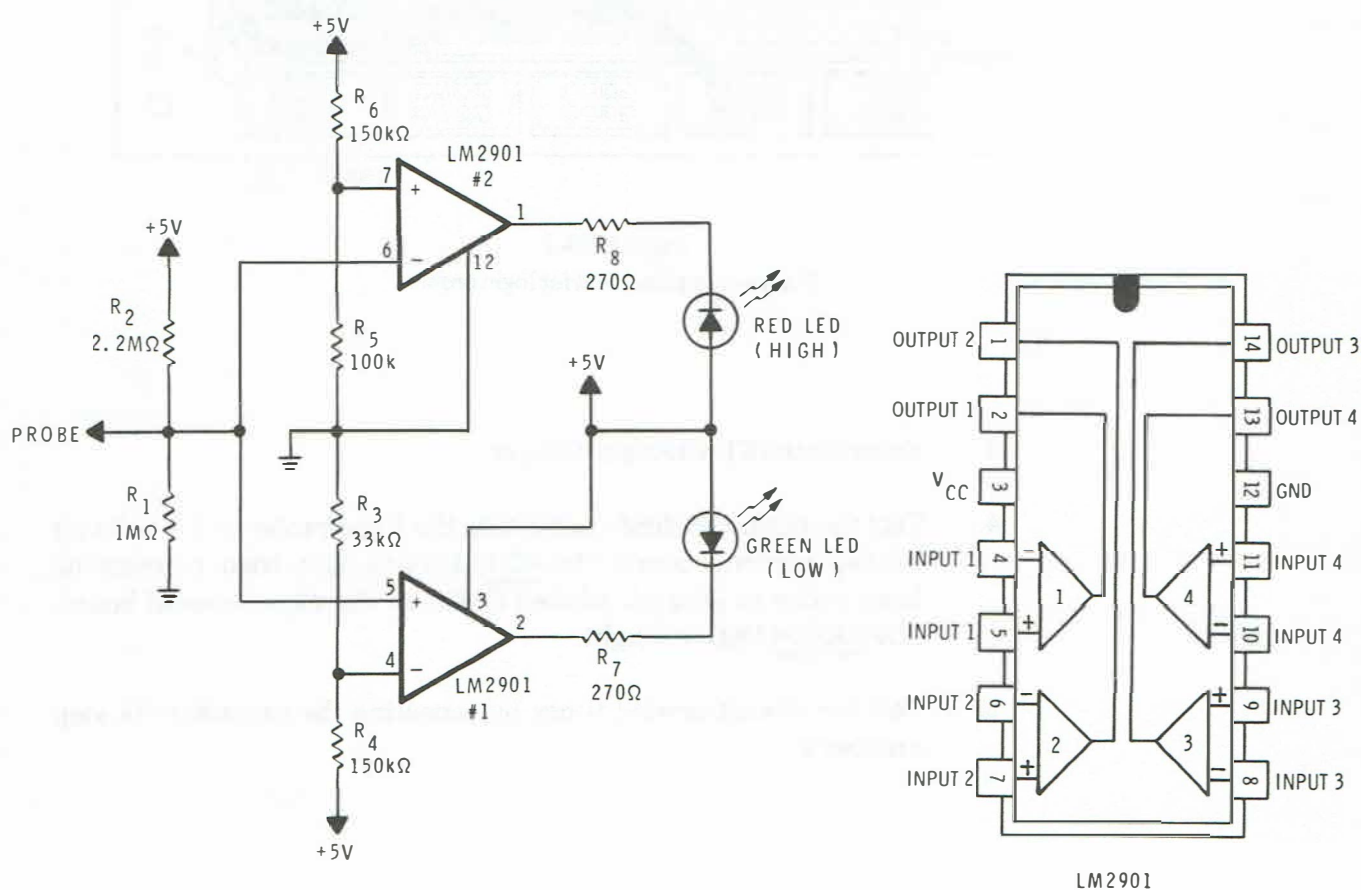 +5V
R6
150kΩ
LM2901
#2
7
+
1
6
−
12
R8
270Ω
+5V
R2
2.2MΩ
R5
100k
RED LED
(HIGH)
+5V
PROBE
R1
1MΩ
R3
33kΩ
GREEN LED
(LOW)
5
+
3
2
4
−
LM2901
#1
R7
270Ω
R4
150kΩ
+5V
OUTPUT 2
1
14
OUTPUT 3
OUTPUT 1
2
13
OUTPUT 4
VCC
3
12
GND
INPUT 1
4
−
+
11
INPUT 4
1
4
INPUT 1
5
+
−
10
INPUT 4
INPUT 2
6
−
+
9
INPUT 3
2
3
INPUT 2
7
+
−
8
INPUT 3
LM2901